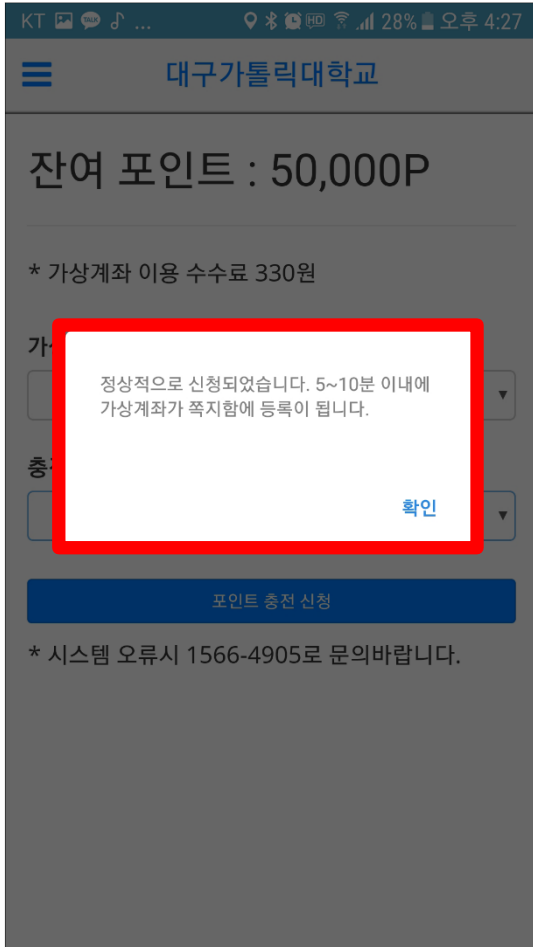 KT ... HD 28% 오후 4:27
대구가톨릭대학교
잔여 포인트 : 50,000P
* 가상계좌 이용 수수료 330원
정상적으로 신청되었습니다. 5~10분 이내에
가상계좌가 쪽지함에 등록이 됩니다.
확인
포인트 충전 신청
* 시스템 오류시 1566-4905로 문의바랍니다.